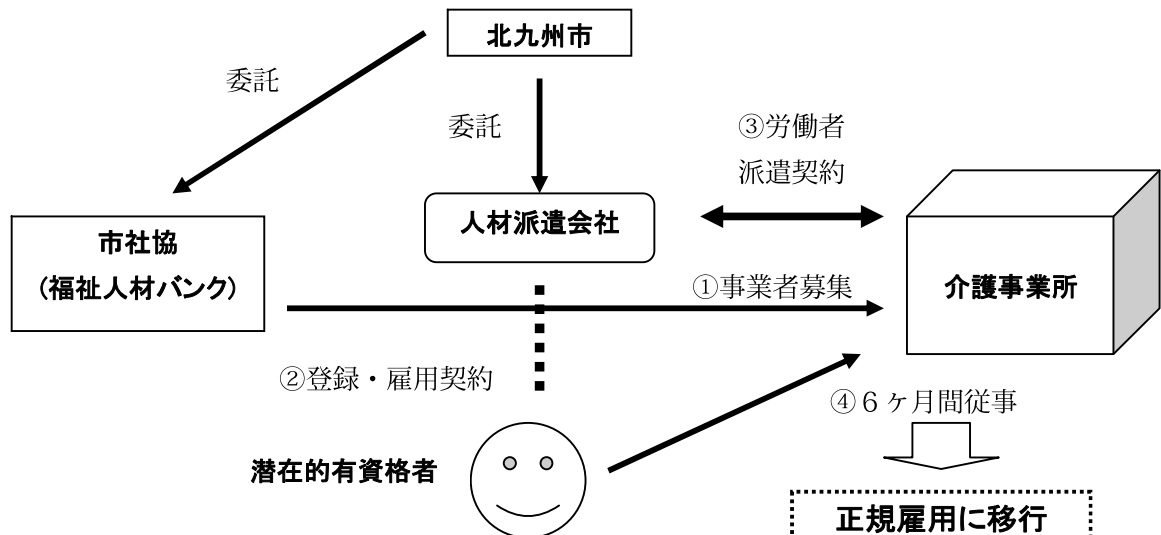 北九州市
委託
委託
③労働者
派遣契約
市社協
(福祉人材バンク)
人材派遣会社
①事業者募集
介護事業所
②登録・雇用契約
④６ヶ月間従事
潜在的有資格者
正規雇用に移行